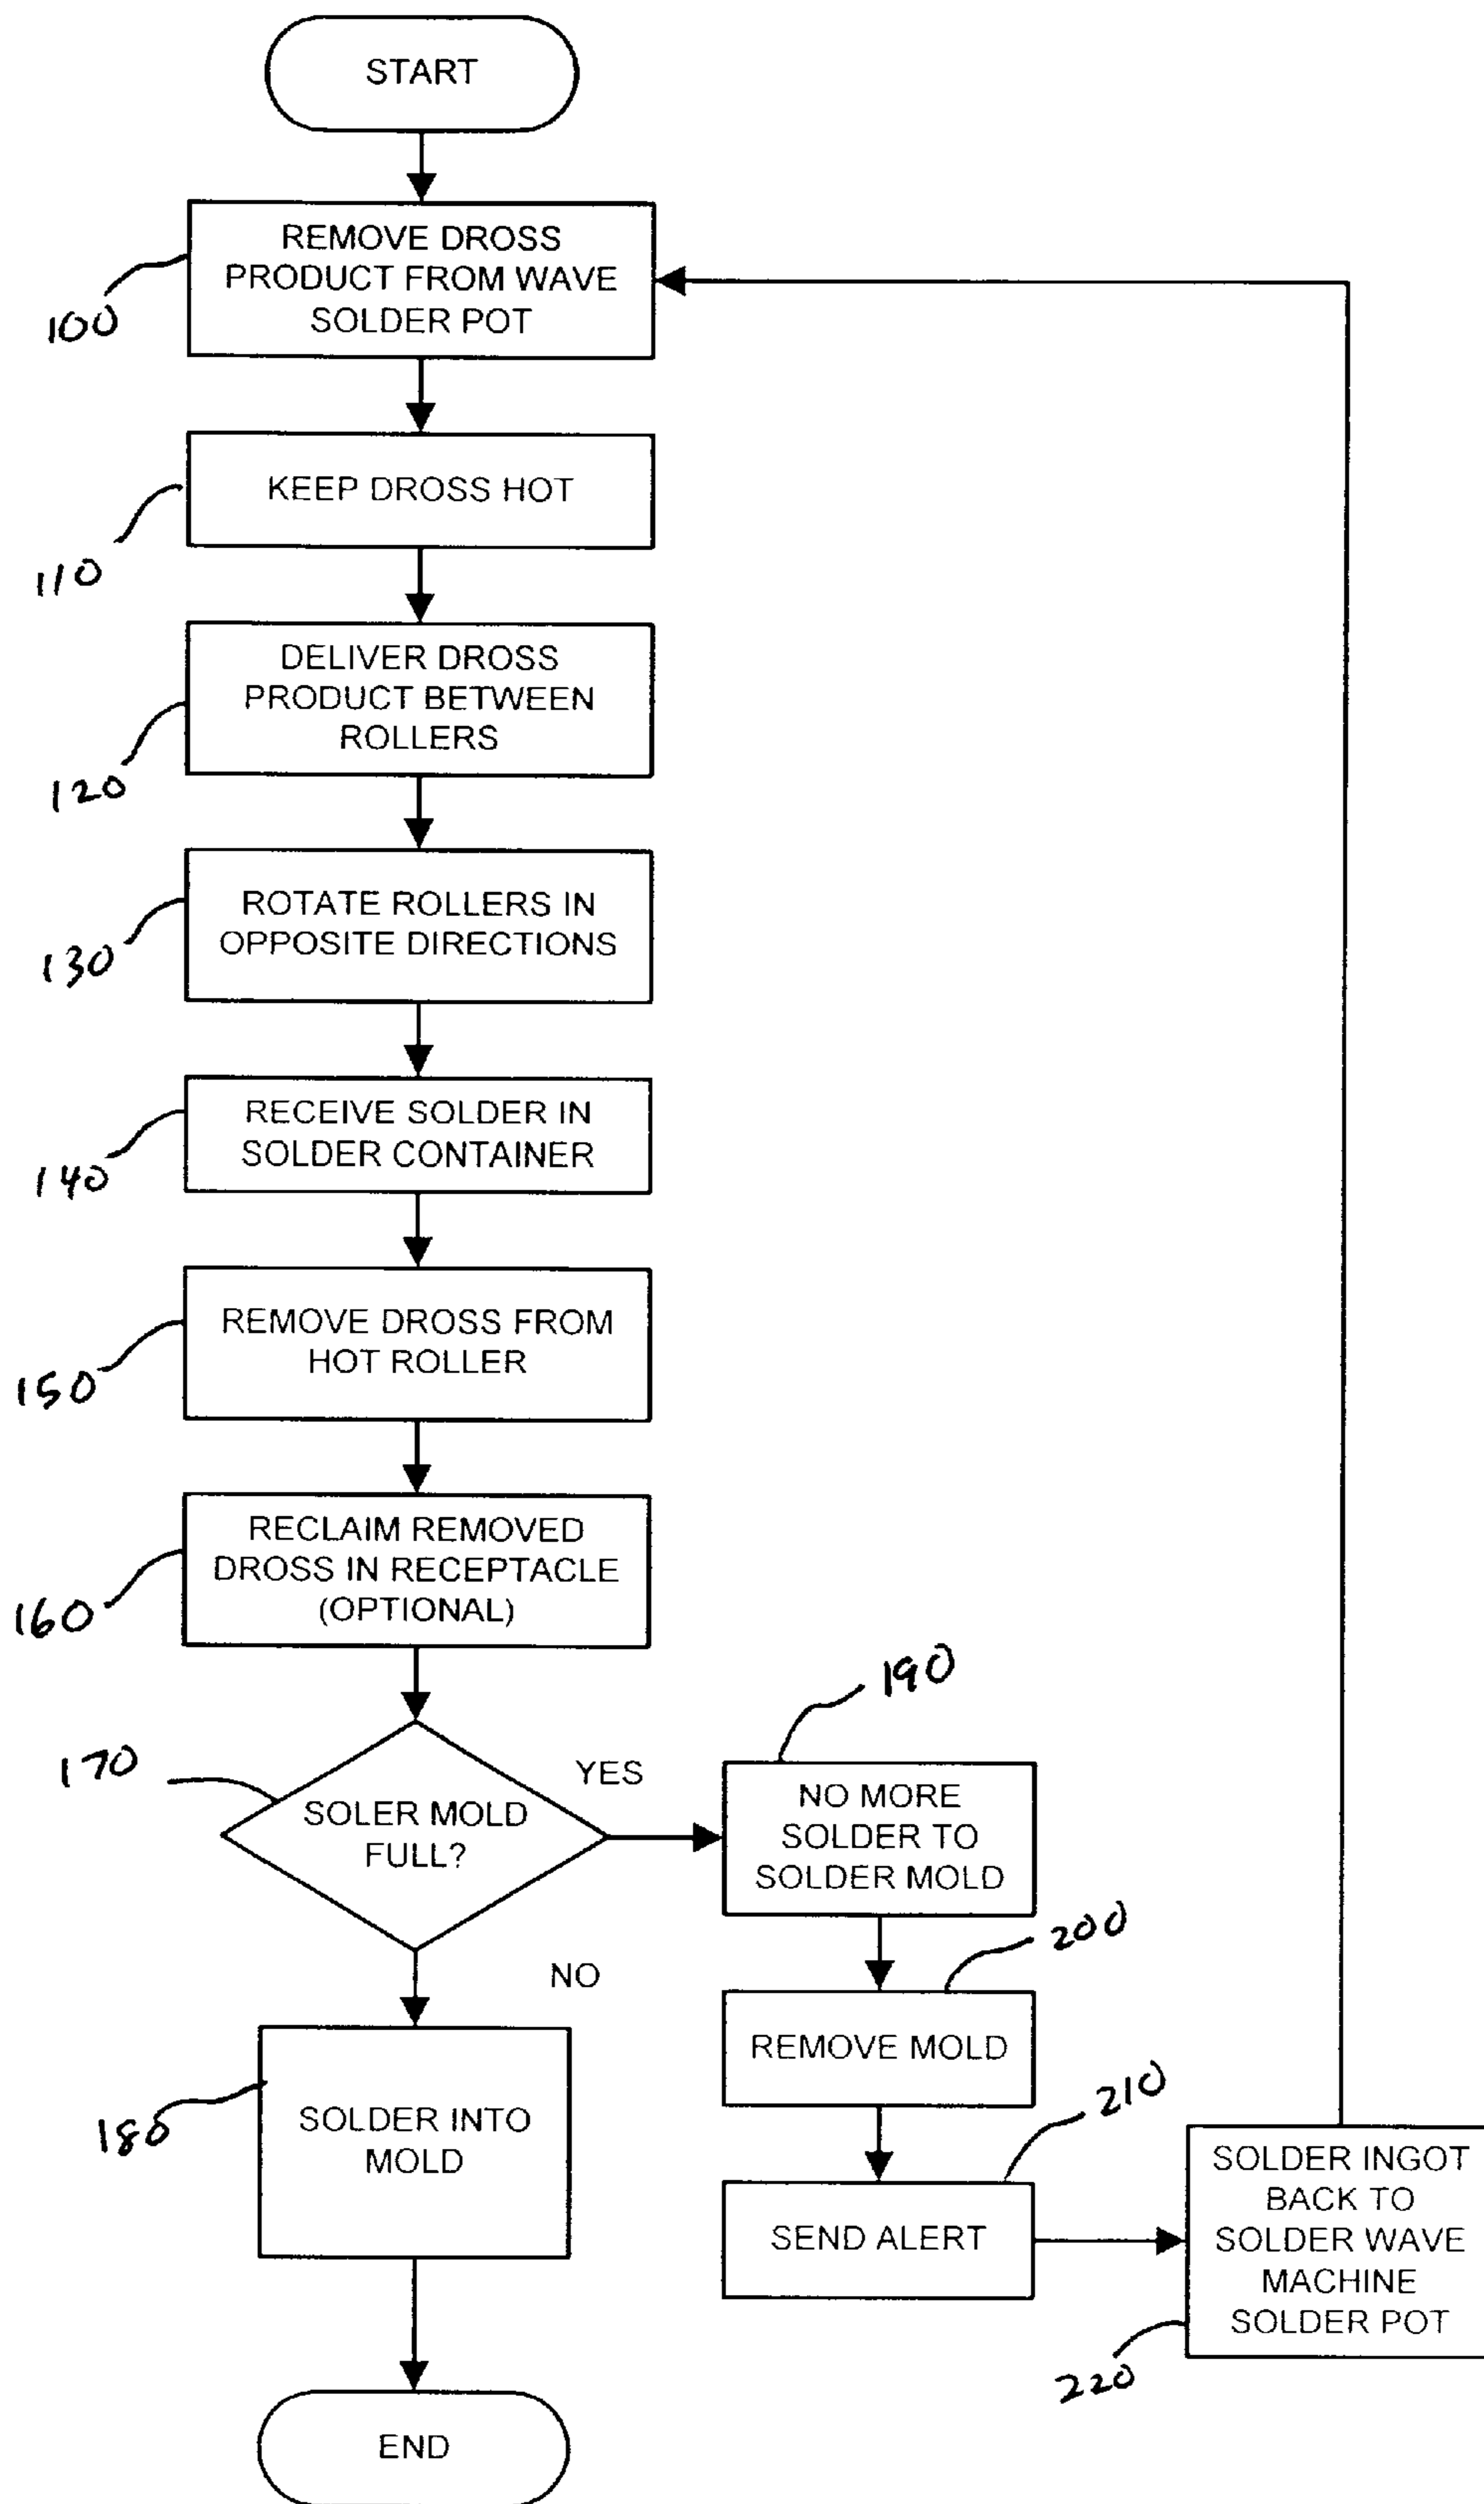 START
REMOVE DROSS
PRODUCT FROM WAVE
SOLDER POT
100
KEEP DROSS HOT
110
DELIVER DROSS
PRODUCT BETWEEN
ROLLERS
120
ROTATE ROLLERS IN
OPPOSITE DIRECTIONS
130
RECEIVE SOLDER IN
SOLDER CONTAINER
140
REMOVE DROSS FROM
HOT ROLLER
150
RECLAIM REMOVED
DROSS IN RECEPTACLE
(OPTIONAL)
160
170
SOLER MOLD
FULL?
YES
190
NO MORE
SOLDER TO
SOLDER MOLD
NO
200
REMOVE MOLD
180
SOLDER INTO
MOLD
210
SEND ALERT
SOLDER INGOT
BACK TO
SOLDER WAVE
MACHINE
SOLDER POT
220
END